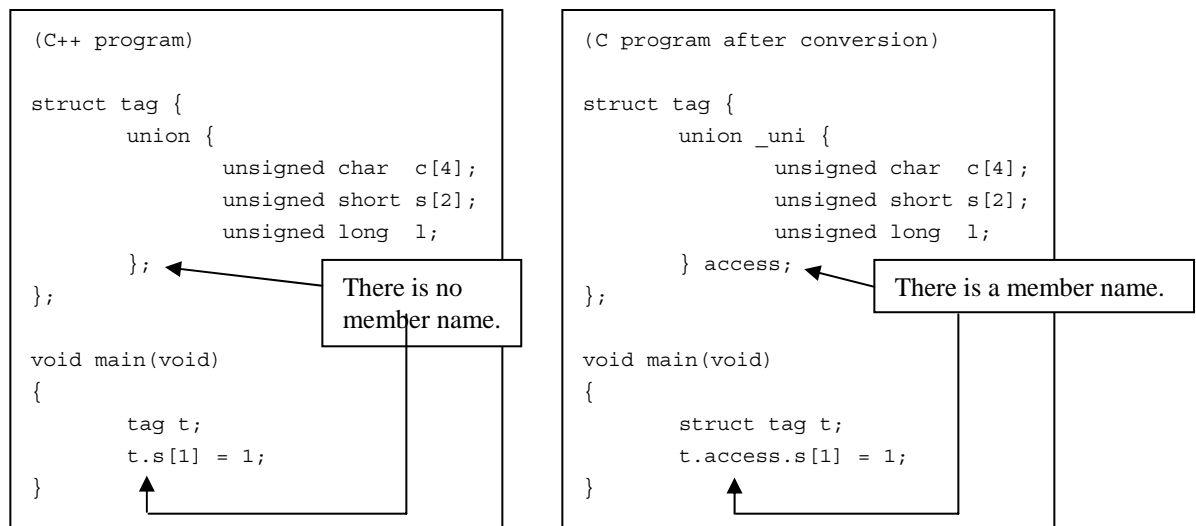 (C++ program)
struct tag {
union {
unsigned char c[4];
unsigned short s[2];
unsigned long l;
};
};
There is no
member name.
void main(void)
{
tag t;
t.s[1] = 1;
}
(C program after conversion)
struct tag {
union _uni {
unsigned char c[4];
unsigned short s[2];
unsigned long l;
} access;
};
There is a member name.
void main(void)
{
struct tag t;
t.access.s[1] = 1;
}